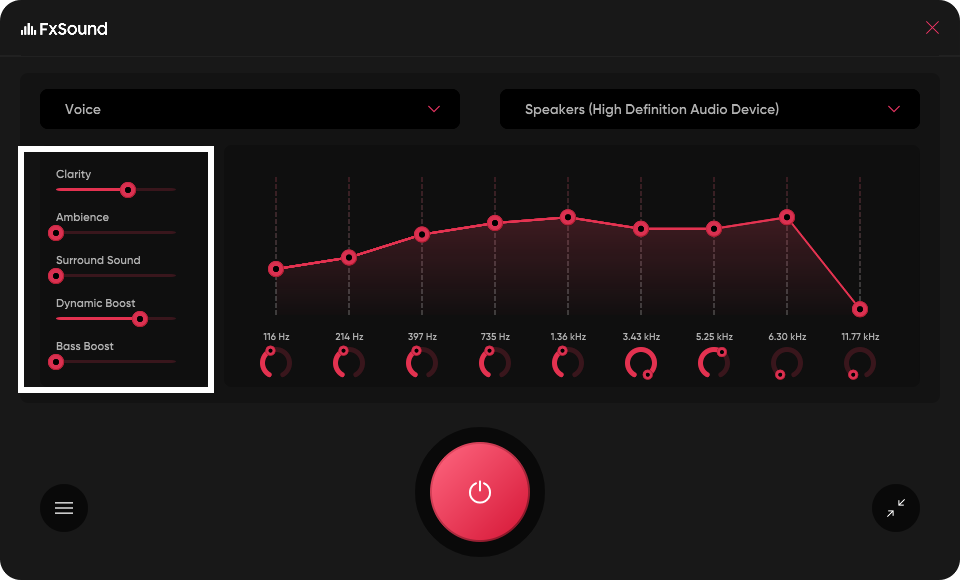 FxSound
Voice
Speakers (High Definition Audio Device)
Clarity
Ambience
Surround Sound
Dynamic Boost
Bass Boost
116 Hz 214 Hz 397 Hz 735 Hz 1.36 kHz 3.43 kHz 5.25 kHz 6.30 kHz 11.77 kHz